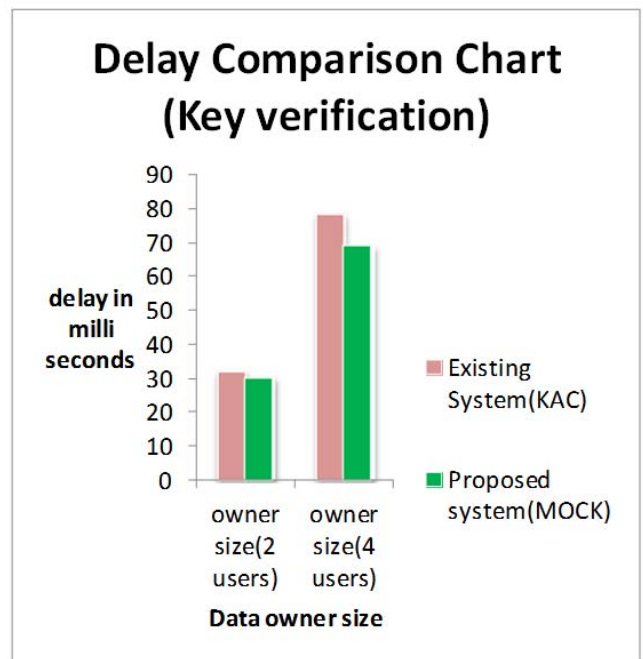 Delay Comparison Chart
(Key verification)
90
80
70
60
50
40
30
20
10
0
delay in
milli
seconds
owner
size(2
users)
owner
size(4
users)
Data owner size
Existing
System(KAC)
Proposed
system(MOCK)